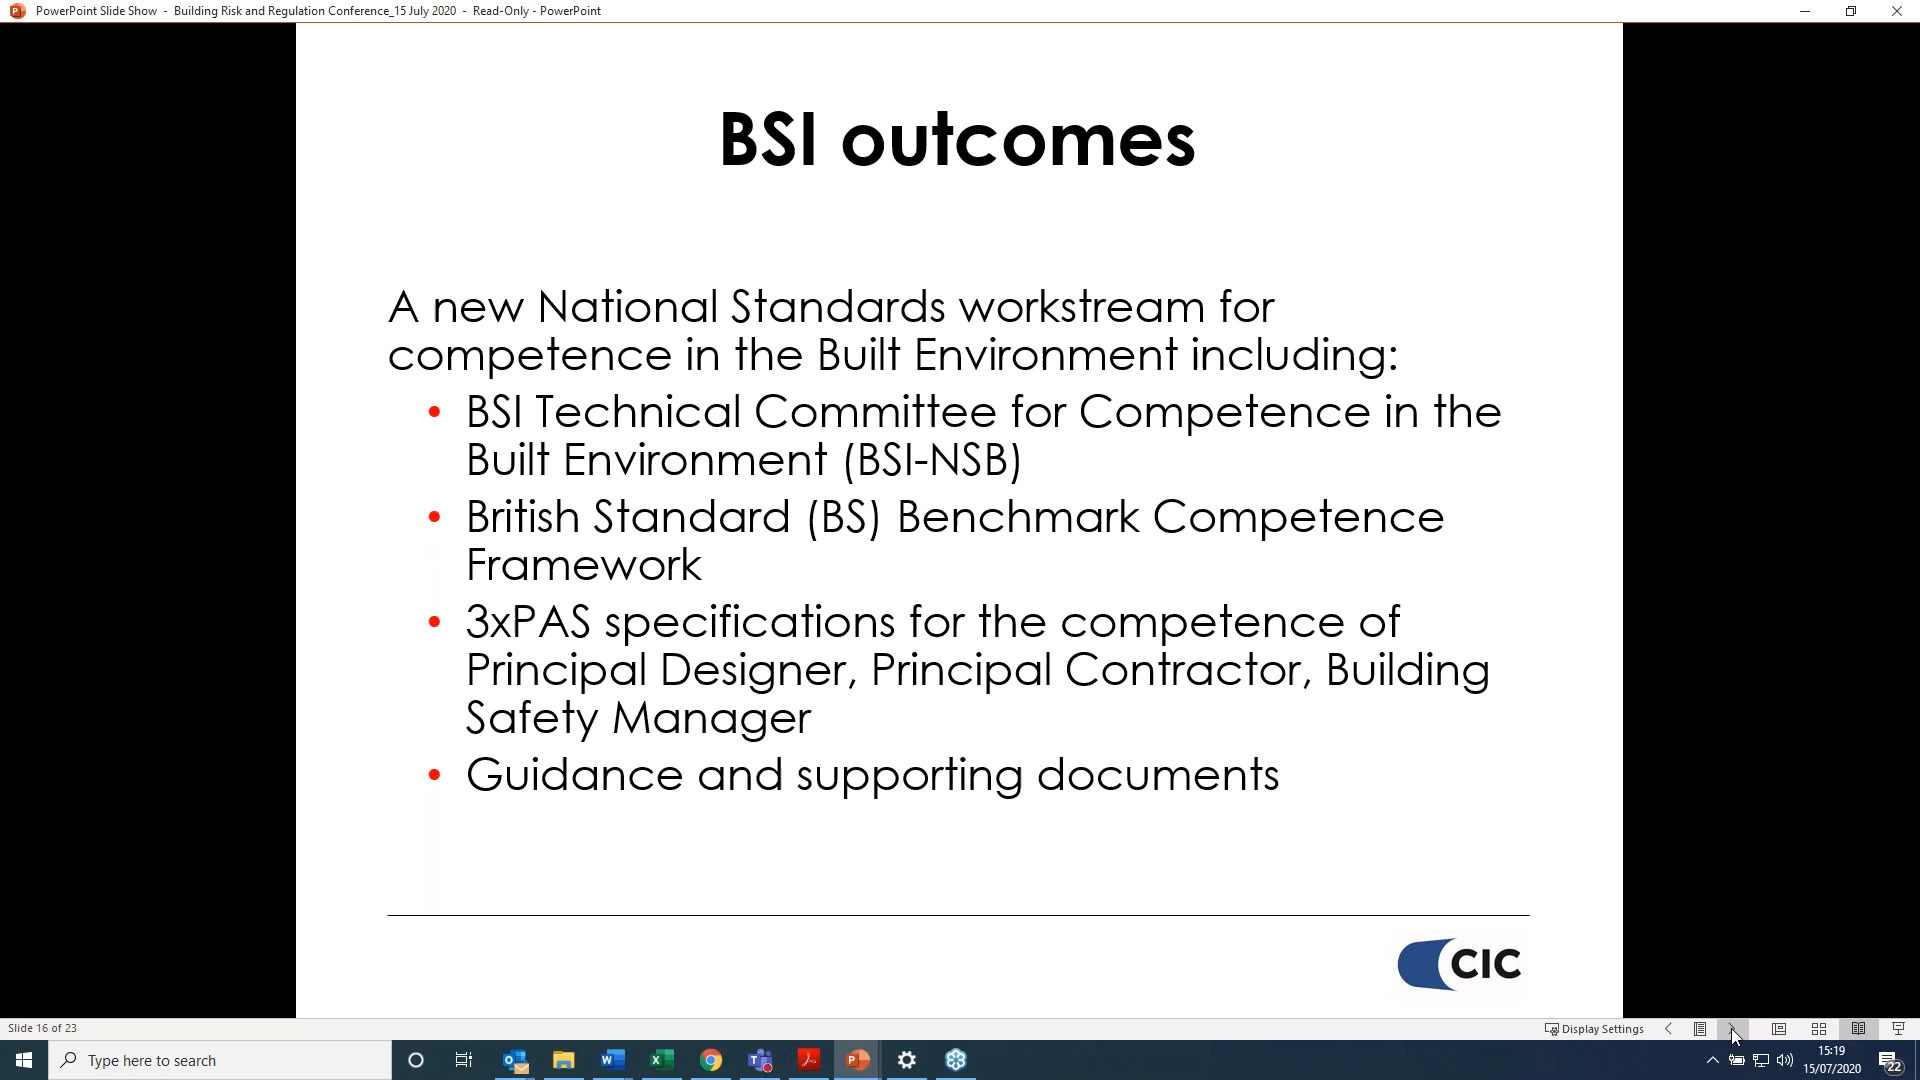 PowerPoint Slide Show - Building Risk and Regulation Conference_15 July 2020 - Read-Only - PowerPoint
BSI outcomes
A new National Standards workstream for
competence in the Built Environment including:
• BSI Technical Committee for Competence in the
Built Environment (BSI-NSB)
• British Standard (BS) Benchmark Competence
Framework
• 3xPAS specifications for the competence of
Principal Designer, Principal Contractor, Building
Safety Manager
• Guidance and supporting documents
CIC
Slide 16 of 23
Display Settings
Type here to search
15:19
15/07/2020
22